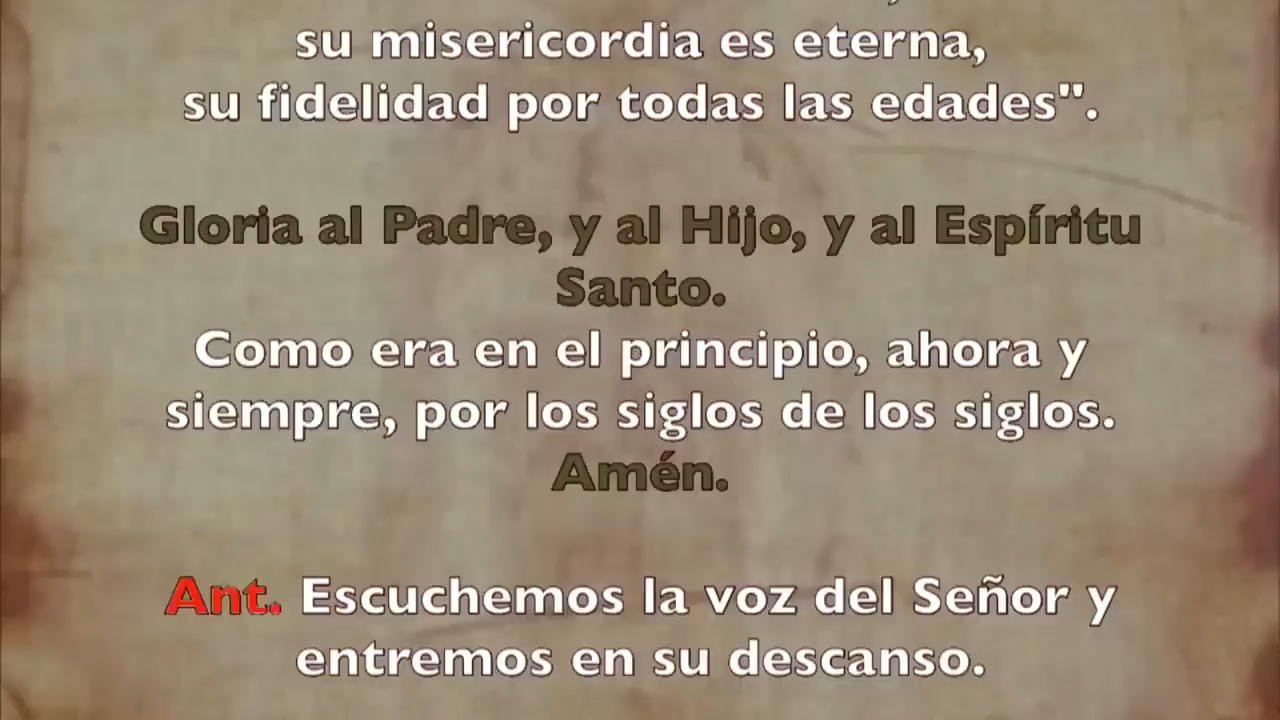 su misericordia es eterna,
su fidelidad por todas las edades".
Gloria al Padre, y al Hijo, y al Espíritu
Santo.
Como era en el principio, ahora y
siempre, por los siglos de los siglos.
Amén.
Ant. Escuchemos la voz del Señor y
entremos en su descanso.